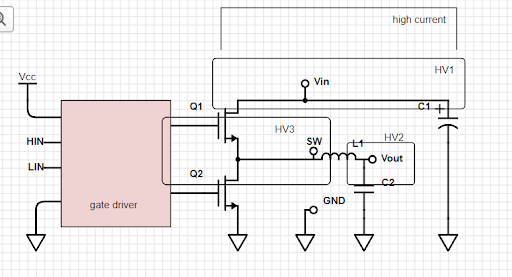 high current
HV1
Vcc
Vin
Q1
C1
+
HV3
HIN
SW
L1
HV2
LIN
Vout
Q2
C2
GND
gate driver